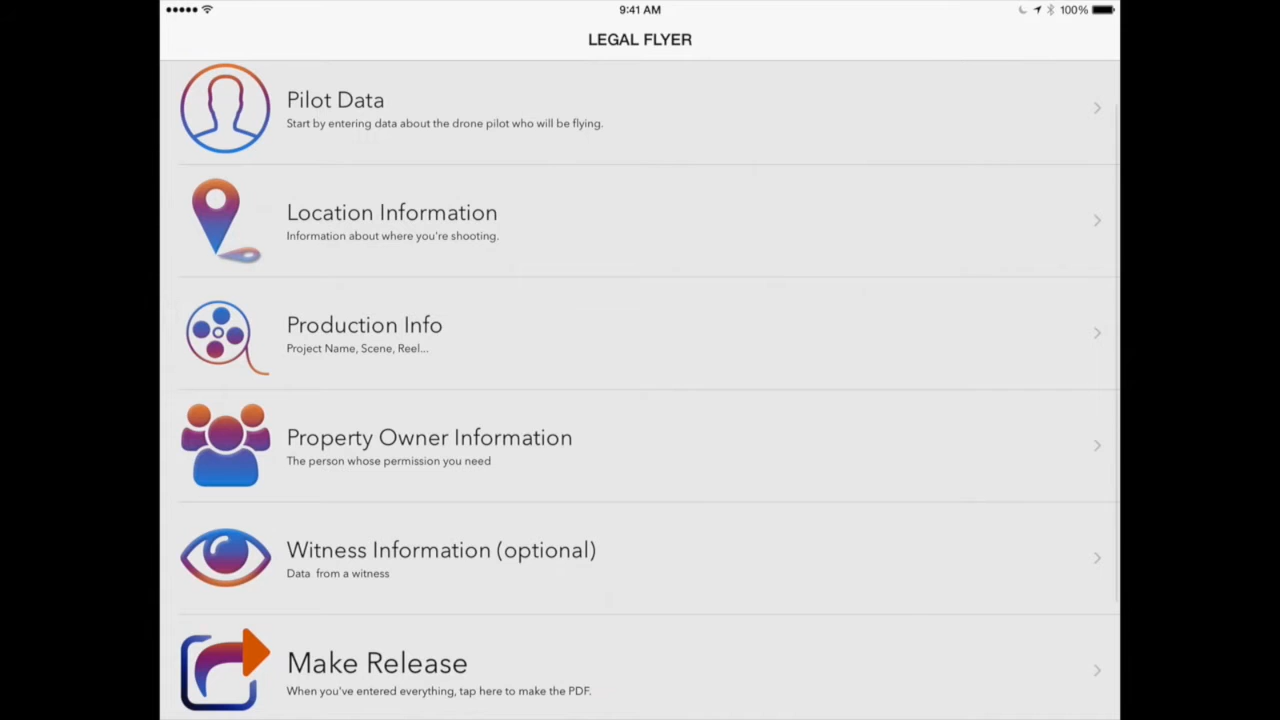 9:41 AM
100%
LEGAL FLYER
Pilot Data
Start by entering data about the drone pilot who will be flying.
Location Information
Information about where you're shooting.
Production Info
Project Name, Scene, Reel...
Property Owner Information
The person whose permission you need
Witness Information (optional)
Data from a witness
Make Release
When you've entered everything, tap here to make the PDF.